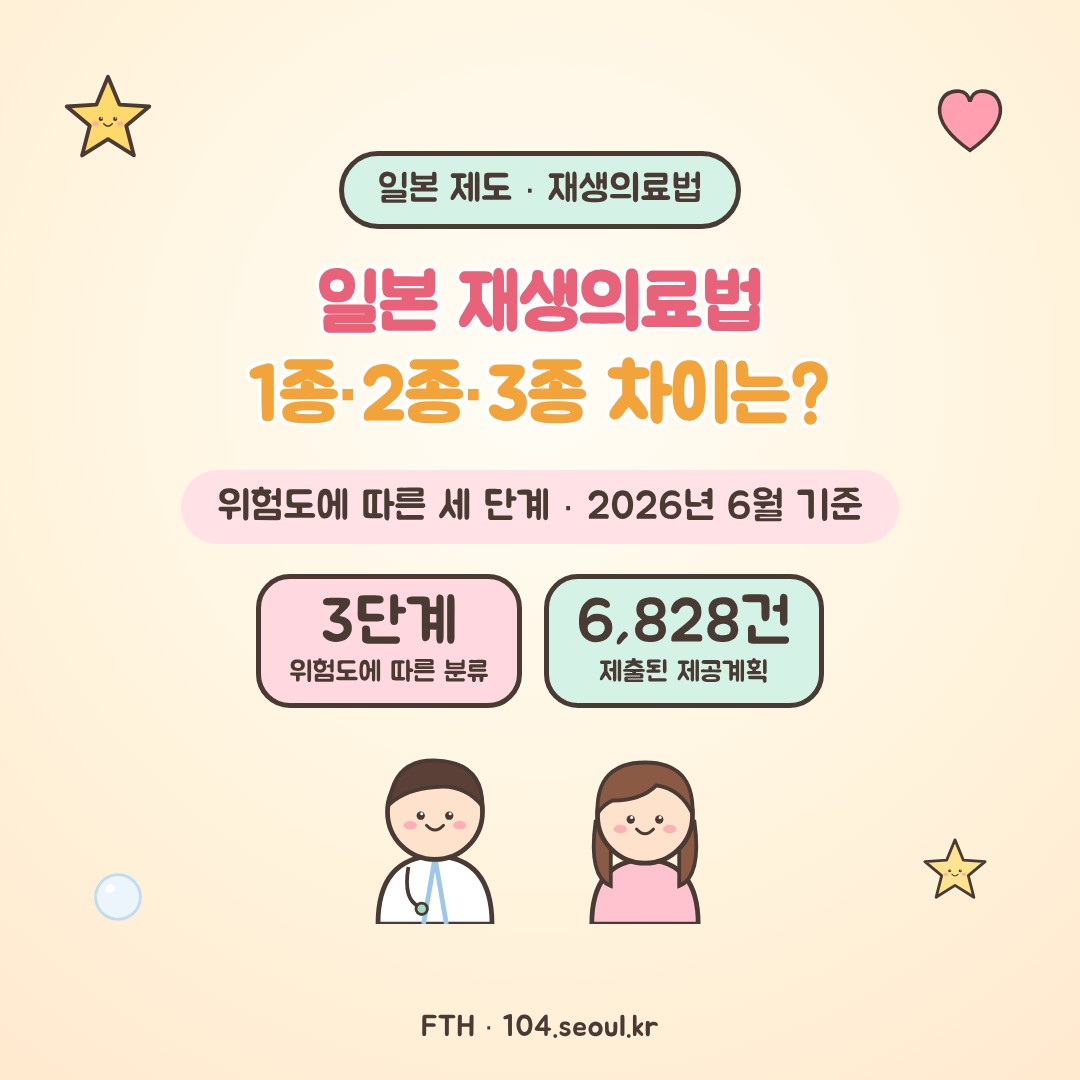 일본 제도 · 재생의료법
일본 재생의료법
1종·2종·3종 차이는?
위험도에 따른 세 단계 · 2026년 6월 기준
3단계
위험도에 따른 분류
6,828건
제출된 제공계획
FTH · 104.seoul.kr